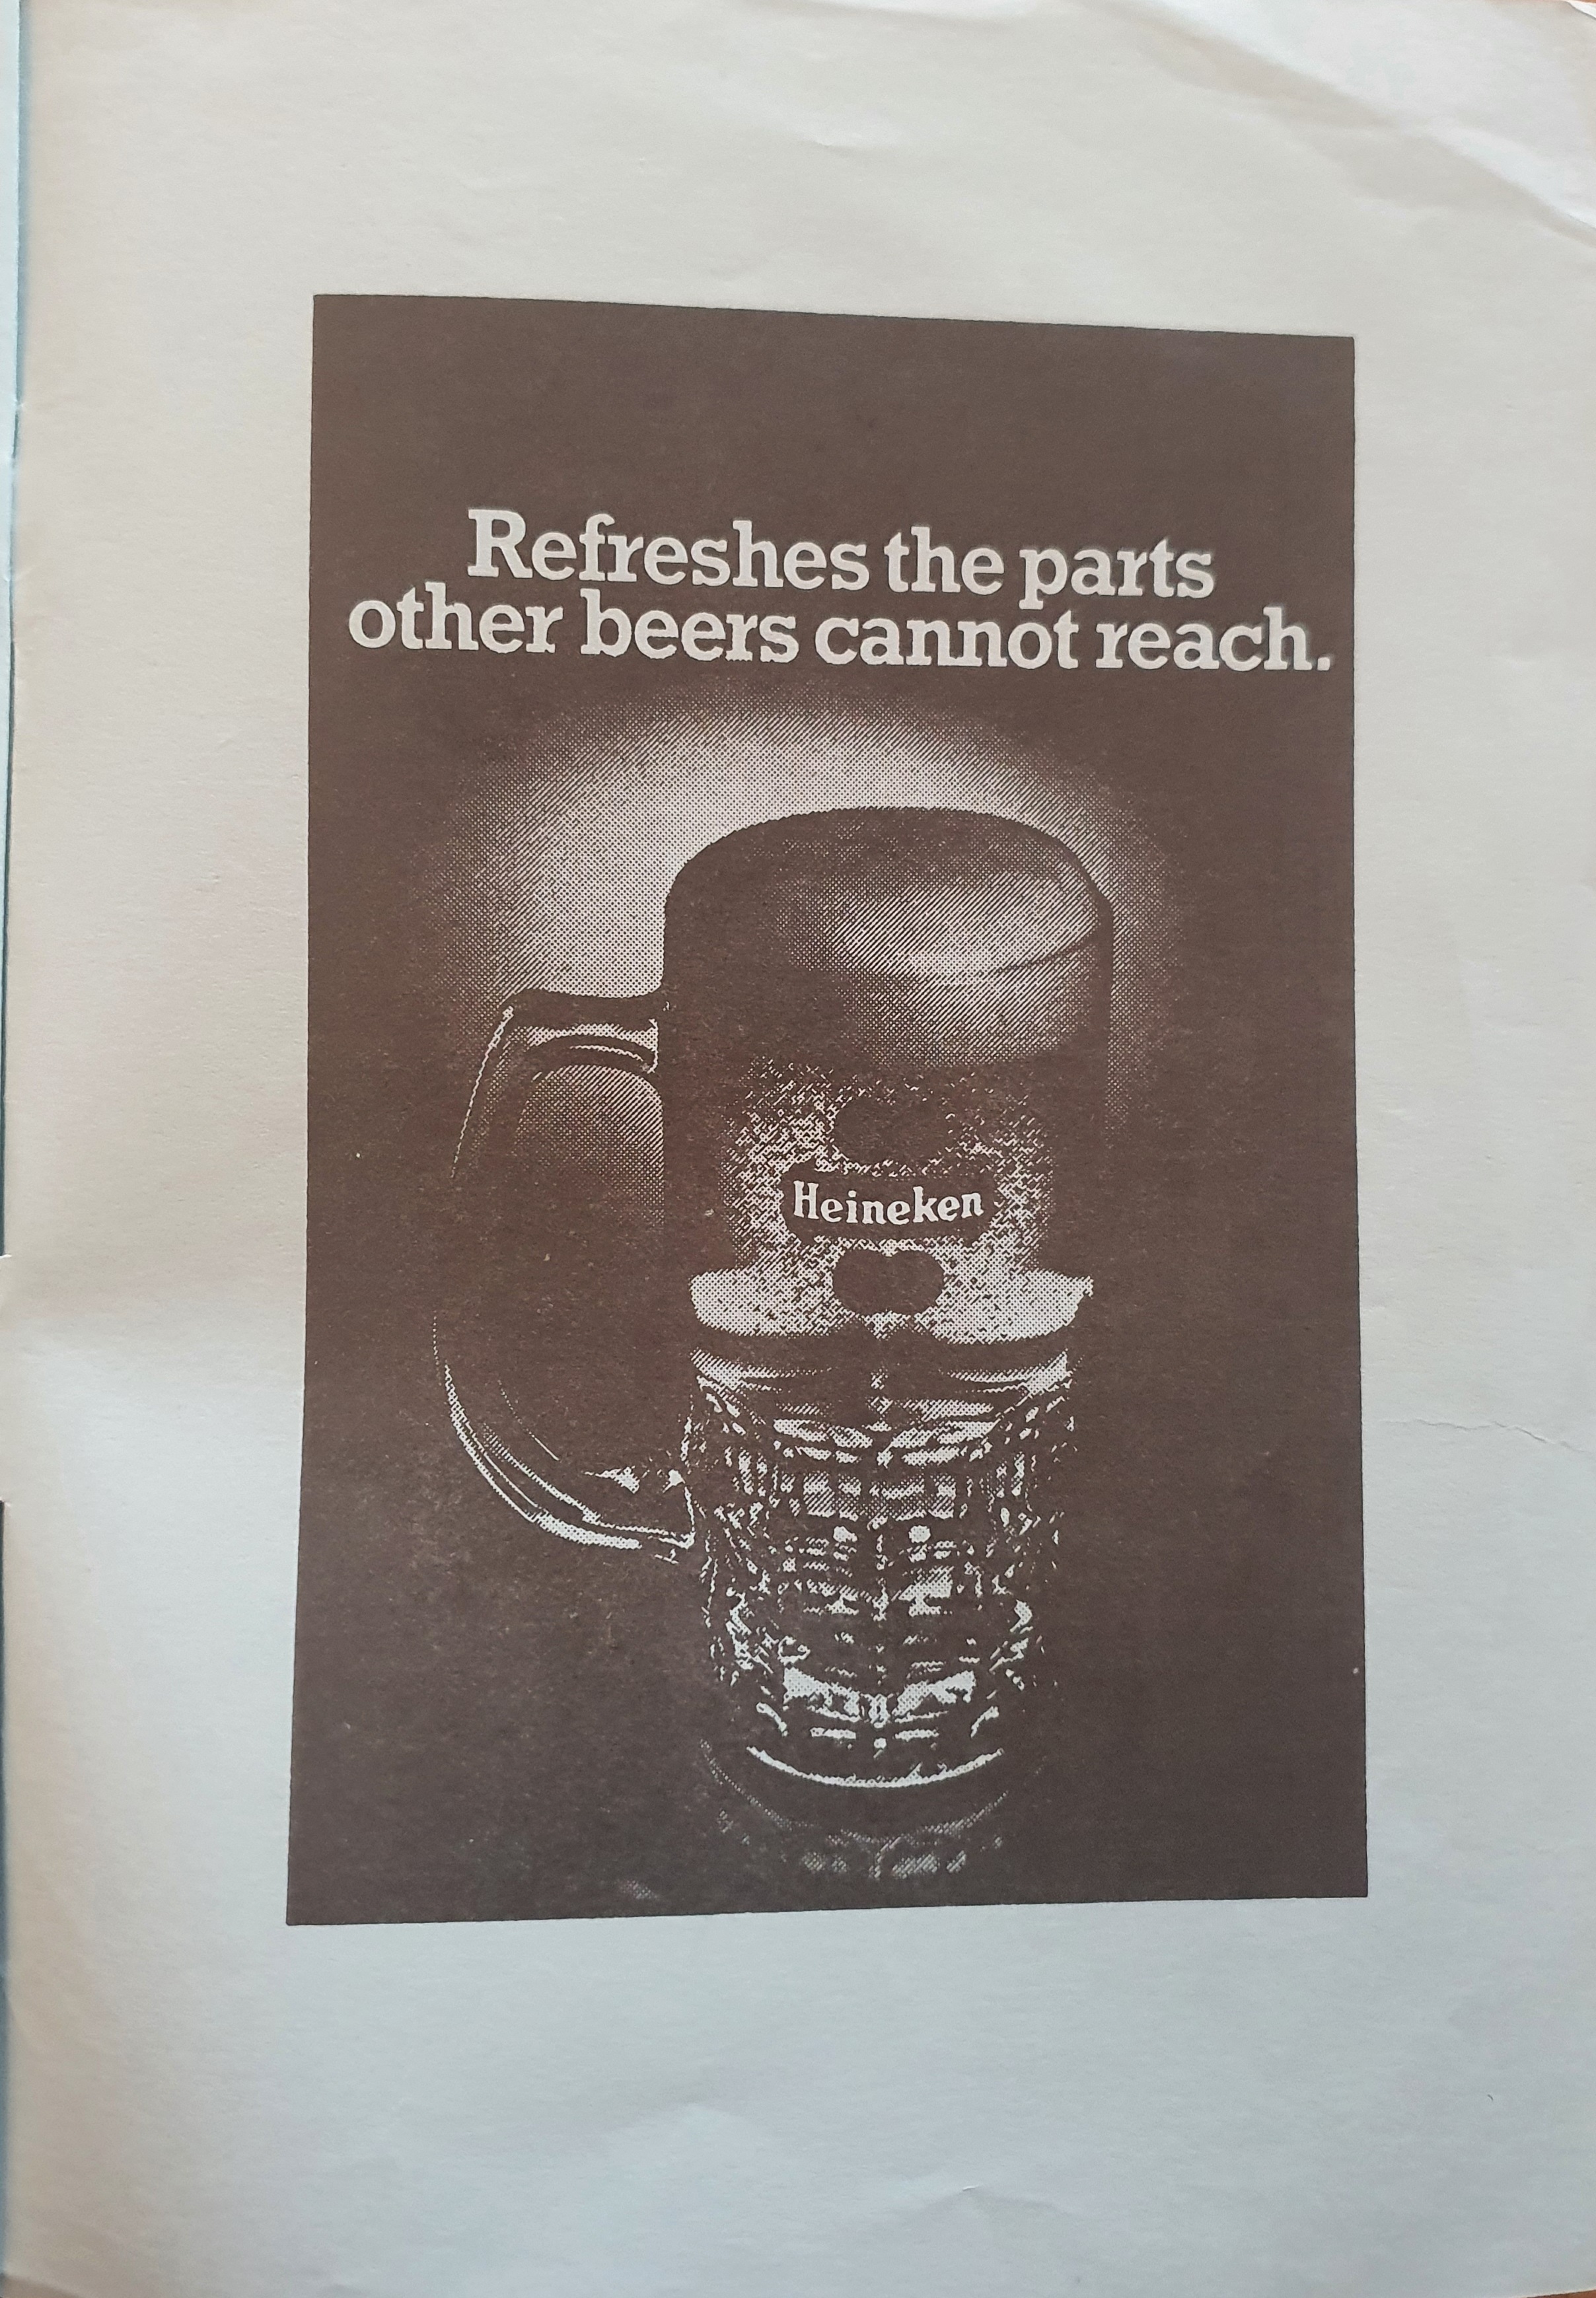 Refreshes the parts
other beers cannot reach.
Heineken